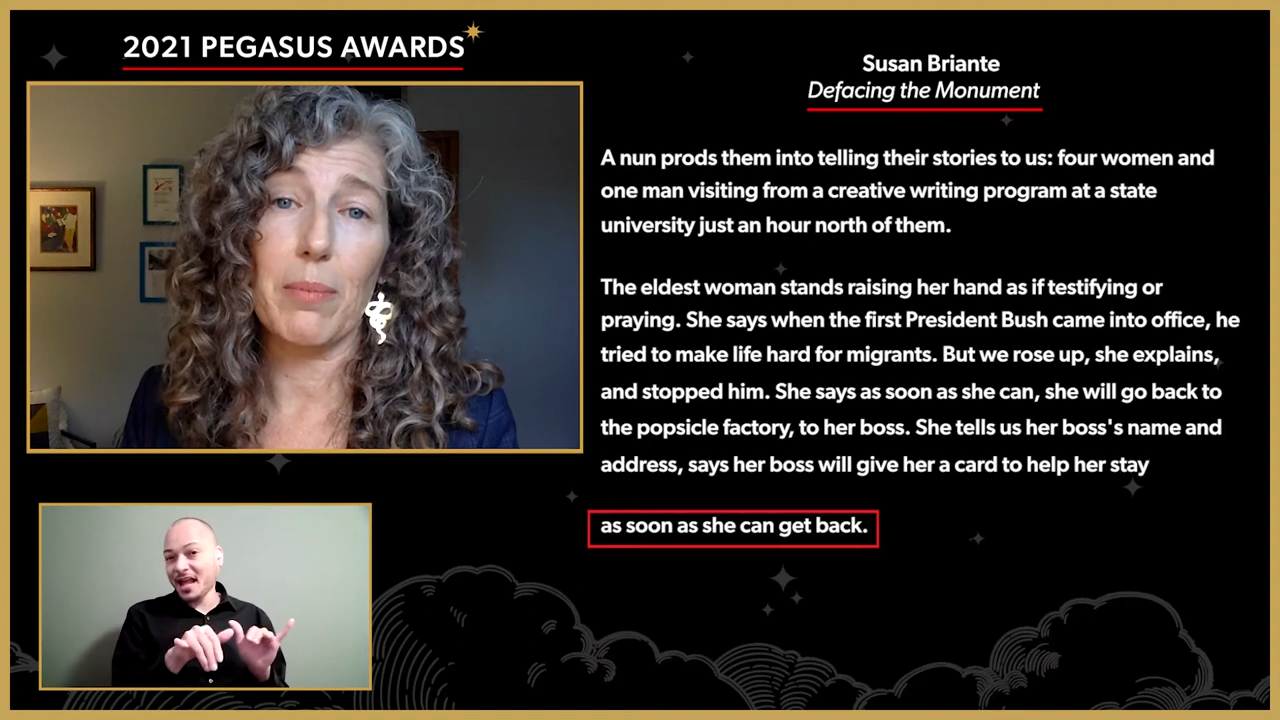 2021 PEGASUS AWARDS
Susan Briante
Defacing the Monument
A nun prods them into telling their stories to us: four women and
one man visiting from a creative writing program at a state
university just an hour north of them.
The eldest woman stands raising her hand as if testifying or
praying. She says when the first President Bush came into office, he
tried to make life hard for migrants. But we rose up, she explains,
and stopped him. She says as soon as she can, she will go back to
the popsicle factory, to her boss. She tells us her boss's name and
address, says her boss will give her a card to help her stay
as soon as she can get back.